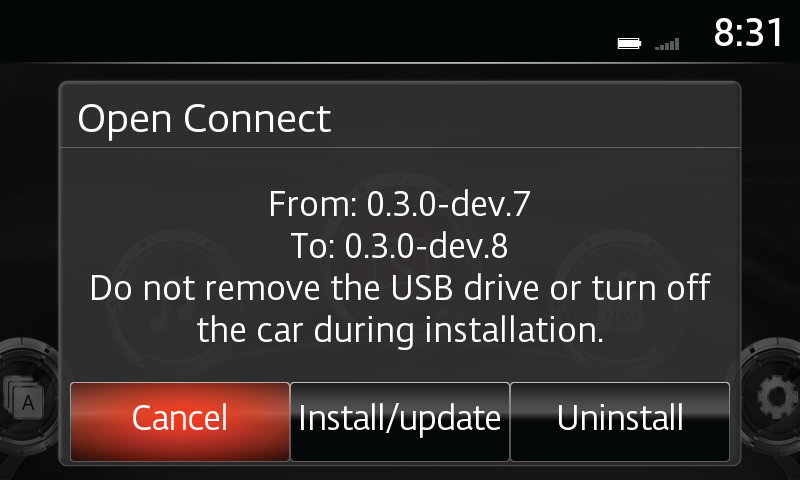 8:31
Open Connect
From: 0.3.0-dev.7
To: 0.3.0-dev.8
Do not remove the USB drive or turn off
the car during installation.
NAV
A
Cancel
Install/update
Uninstall